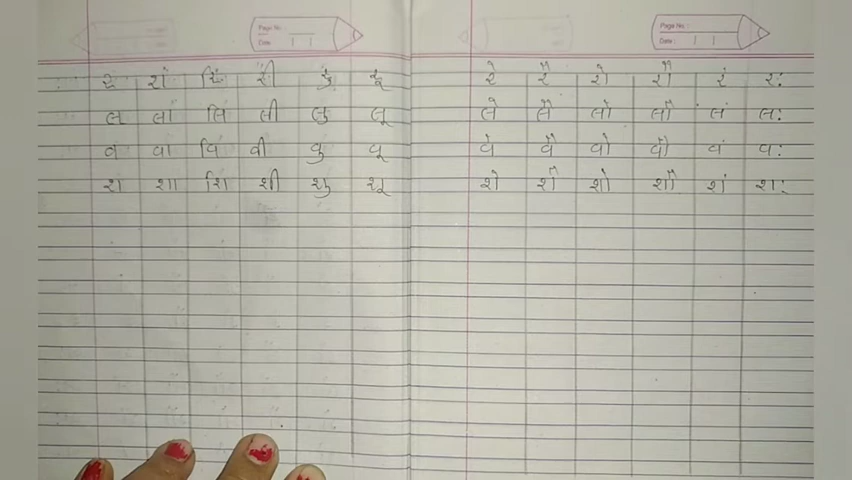 Page No.:
Date:
Page No.:
Date:
र रा रि री रु रू रे रै रो रौ रं र:
ल ला लि ली लु लू ले लै लो लौ लं ल:
व वा वि वी वु वू वे वै वो वौ वं व:
श शा शि शी शु शू शे शै शो शौ शं श: